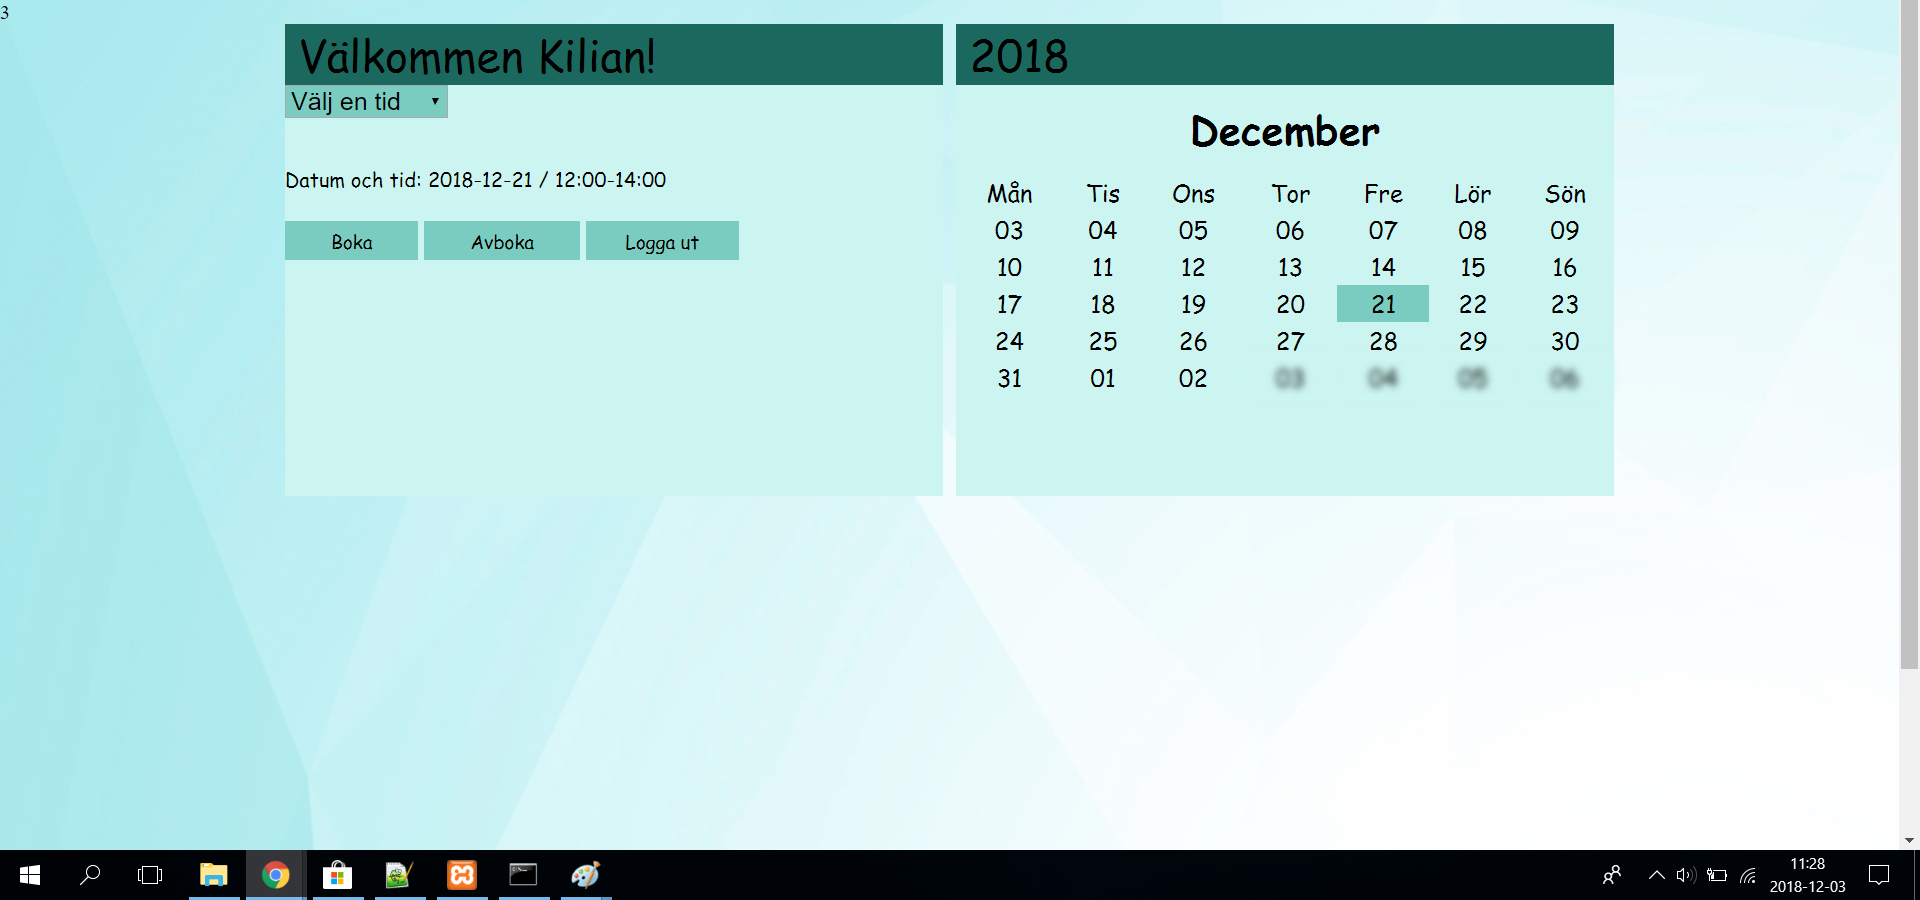 3
Välkommen Kilian!
Välj en tid
Datum och tid: 2018-12-21 / 12:00-14:00
Boka Avboka Logga ut
2018
December
Mån Tis Ons Tor Fre Lör Sön
03 04 05 06 07 08 09
10 11 12 13 14 15 16
17 18 19 20 21 22 23
24 25 26 27 28 29 30
31 01 02 03 04 05 06
11:28
2018-12-03